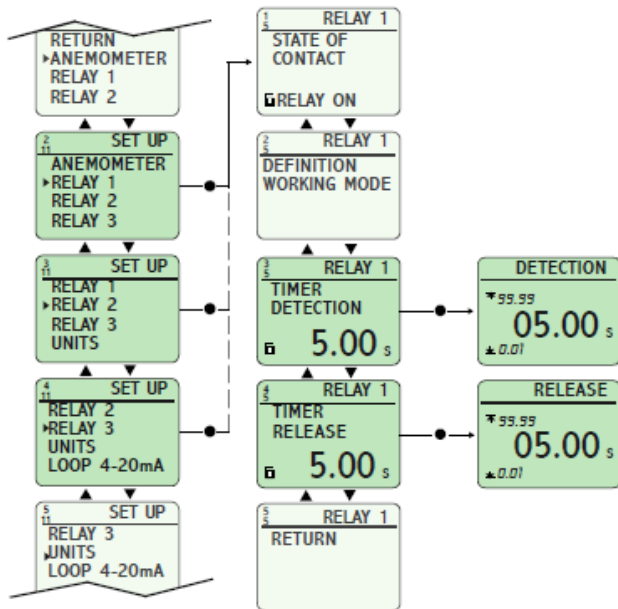 RETURN
▸ANEMOMETER
RELAY 1
RELAY 2
2/11 SET UP
ANEMOMETER
▸RELAY 1
RELAY 2
RELAY 3
3/11 SET UP
RELAY 1
▸RELAY 2
RELAY 3
UNITS
4/11 SET UP
RELAY 2
▸RELAY 3
UNITS
LOOP 4-20mA
5/11 SET UP
RELAY 3
▸UNITS
LOOP 4-20mA
1/5 RELAY 1
STATE OF
CONTACT
RELAY ON
2/5 RELAY 1
DEFINITION
WORKING MODE
3/5 RELAY 1
TIMER
DETECTION
5.00 s
4/5 RELAY 1
TIMER
RELEASE
5.00 s
5/5 RELAY 1
RETURN
DETECTION
99.99
05.00 s
0.01
RELEASE
99.99
05.00 s
0.01